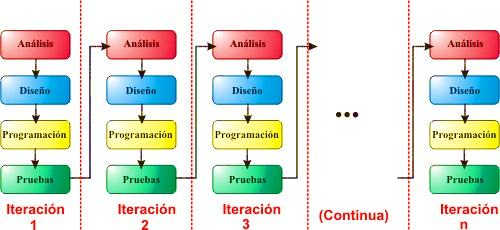 Análisis
Diseño
Programación
Pruebas
Iteración
1
Análisis
Diseño
Programación
Pruebas
Iteración
2
Análisis
Diseño
Programación
Pruebas
Iteración
3
...
(Continua)
Análisis
Diseño
Programación
Pruebas
Iteración
n